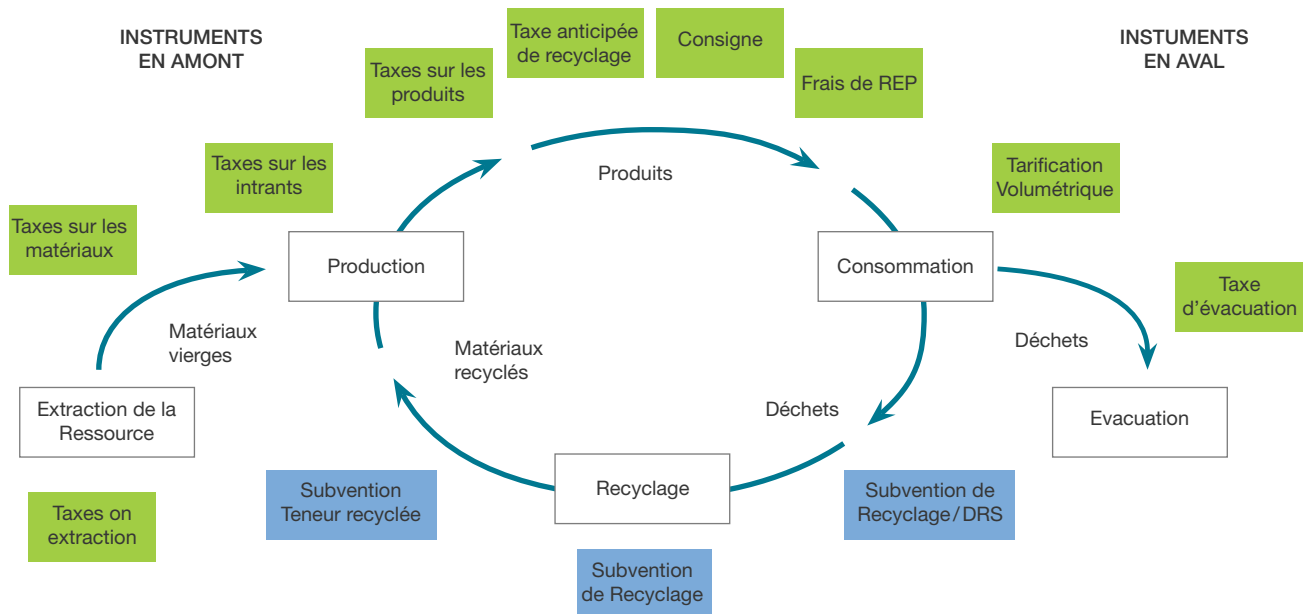 INSTRUMENTS
EN AMONT
Taxe anticipée
de recyclage
Consigne
INSTUMENTS
EN AVAL
Taxes sur les
produits
Frais de REP
Taxes sur les
intrants
Produits
Tarification
Volumétrique
Taxes sur les
matériaux
Production
Consommation
Taxe
d’évacuation
Matériaux
vierges
Matériaux
recyclés
Déchets
Extraction de la
Ressource
Déchets
Evacuation
Subvention
Teneur recyclée
Recyclage
Subvention de
Recyclage/DRS
Taxes on
extraction
Subvention
de Recyclage